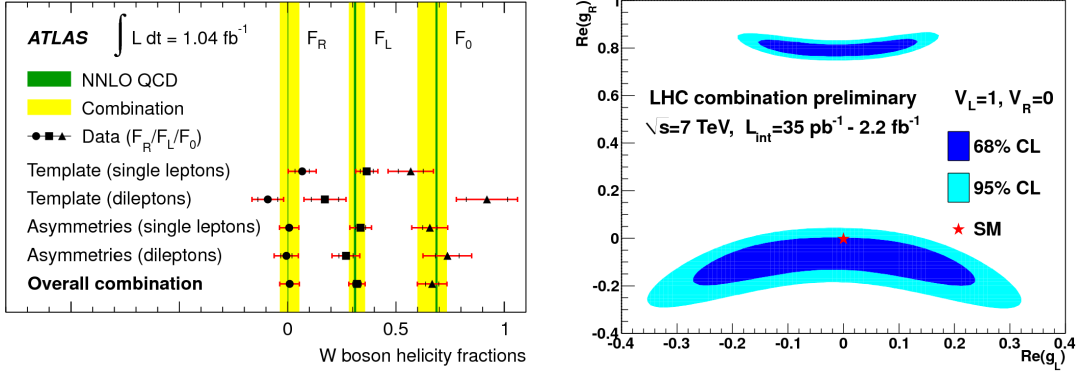 ATLAS ∫ L dt = 1.04 fb⁻¹
F_R F_L F_0
NNLO QCD
Combination
Data (F_R/F_L/F_0)
Template (single leptons)
Template (dileptons)
Asymmetries (single leptons)
Asymmetries (dileptons)
Overall combination
0 0.5 1
W boson helicity fractions
Re(g_R)
1
0.8
0.6
0.4
0.2
0
-0.2
-0.4
LHC combination preliminary
√s=7 TeV, L_int=35 pb⁻¹ - 2.2 fb⁻¹
V_L=1, V_R=0
68% CL
95% CL
SM
-0.4 -0.3 -0.2 -0.1 0 0.1 0.2 0.3 0.4
Re(g_L)